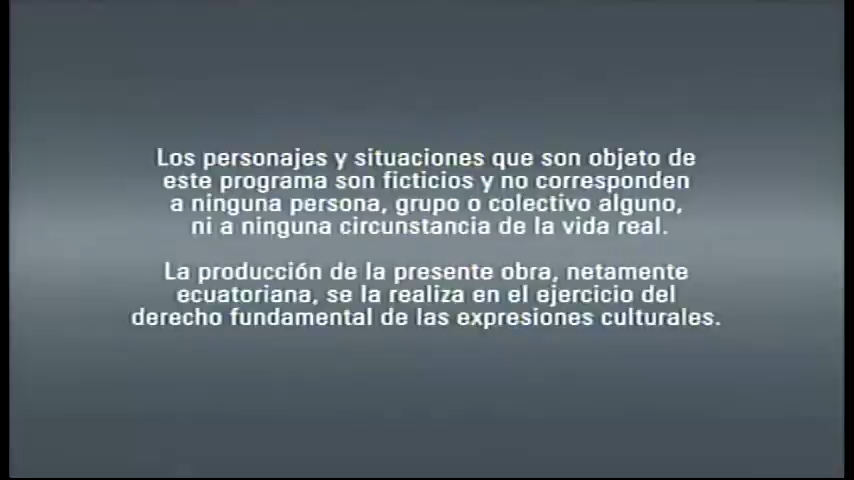 Los personajes y situaciones que son objeto de
este programa son ficticios y no corresponden
a ninguna persona, grupo o colectivo alguno,
ni a ninguna circunstancia de la vida real.
La producción de la presente obra, netamente
ecuatoriana, se la realiza en el ejercicio del
derecho fundamental de las expresiones culturales.